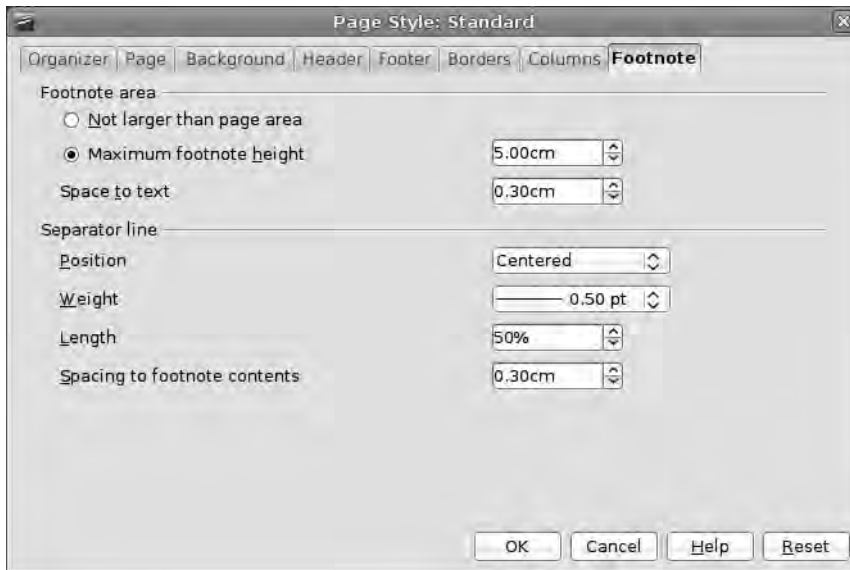 Page Style: Standard
Organizer Page Background Header Footer Borders Columns Footnote
Footnote area
Not larger than page area
Maximum footnote height 5.00cm
Space to text 0.30cm
Separator line
Position Centered
Weight 0.50 pt
Length 50%
Spacing to footnote contents 0.30cm
OK Cancel Help Reset